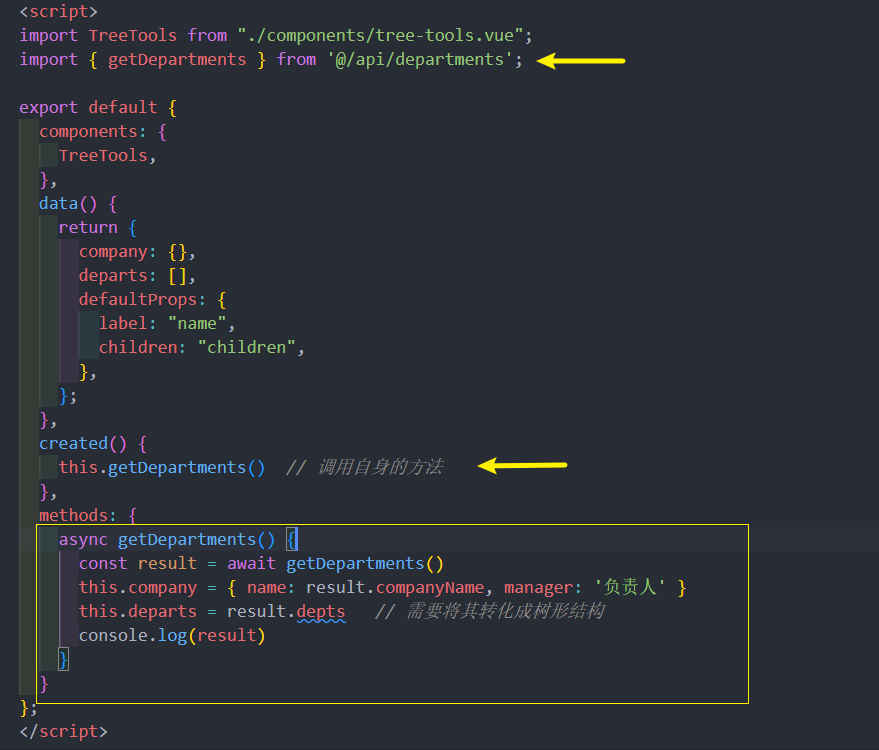 <script>
import TreeTools from "./components/tree-tools.vue";
import { getDepartments } from '@/api/departments';
export default {
components: {
TreeTools,
},
data() {
return {
company: {},
departs: [],
defaultProps: {
label: "name",
children: "children",
},
};
},
created() {
this.getDepartments()  // 调用自身的方法
},
methods: {
async getDepartments() {
const result = await getDepartments()
this.company = { name: result.companyName, manager: '负责人' }
this.departs = result.depts   // 需要将其转化成树形结构
console.log(result)
}
}
};
</script>